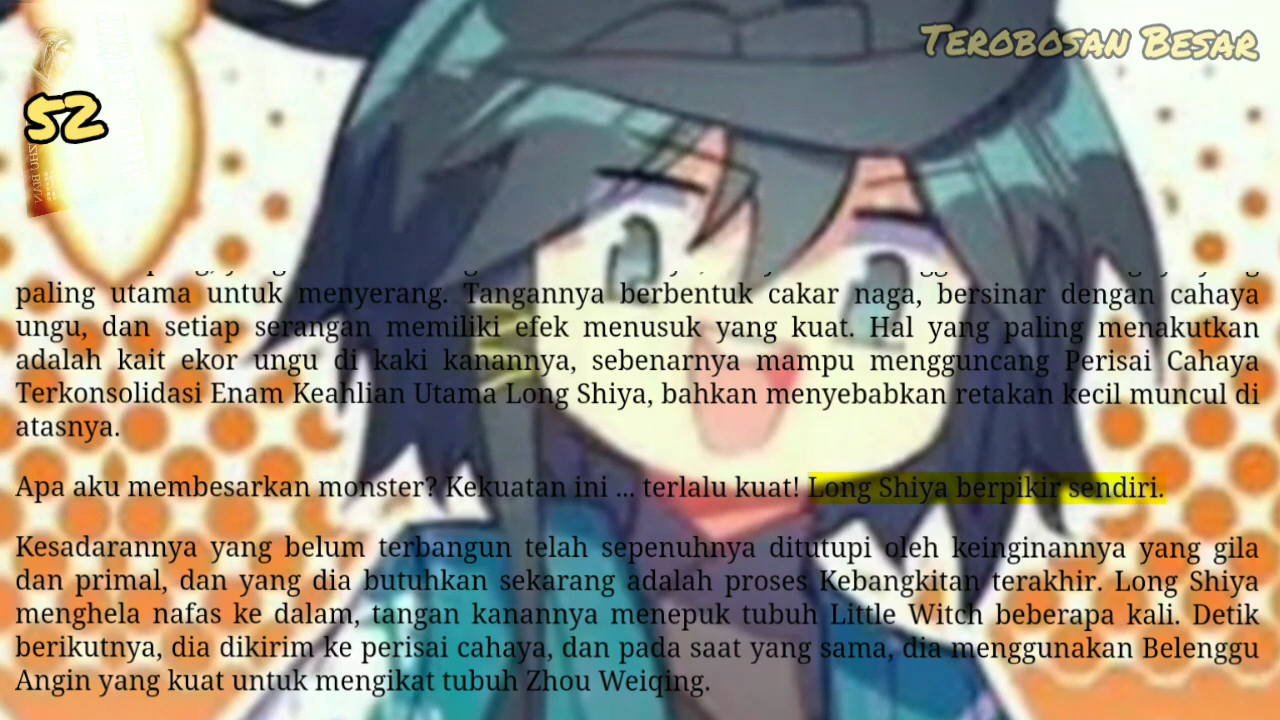 Terobosan Besar
52
paling utama untuk menyerang. Tangannya berbentuk cakar naga, bersinar dengan cahaya
ungu, dan setiap serangan memiliki efek menusuk yang kuat. Hal yang paling menakutkan
adalah kait ekor ungu di kaki kanannya, sebenarnya mampu mengguncang Perisai Cahaya
Terkonsolidasi Enam Keahlian Utama Long Shiya, bahkan menyebabkan retakan kecil muncul di
atasnya.
Apa aku membesarkan monster? Kekuatan ini ... terlalu kuat! Long Shiya berpikir sendiri.
Kesadarannya yang belum terbangun telah sepenuhnya ditutupi oleh keinginannya yang gila
dan primal, dan yang dia butuhkan sekarang adalah proses Kebangkitan terakhir. Long Shiya
menghela nafas ke dalam, tangan kanannya menepuk tubuh Little Witch beberapa kali. Detik
berikutnya, dia dikirim ke perisai cahaya, dan pada saat yang sama, dia menggunakan Belenggu
Angin yang kuat untuk mengikat tubuh Zhou Weiqing.